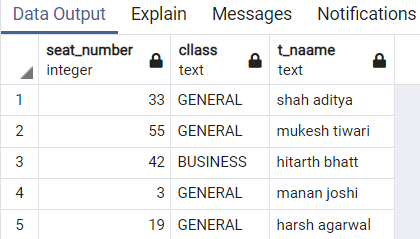 Data Output Explain Messages Notifications
seat_number cllass t_naame
integer text text
1 33 GENERAL shah aditya
2 55 GENERAL mukesh tiwari
3 42 BUSINESS hitarth bhatt
4 3 GENERAL manan joshi
5 19 GENERAL harsh agarwal